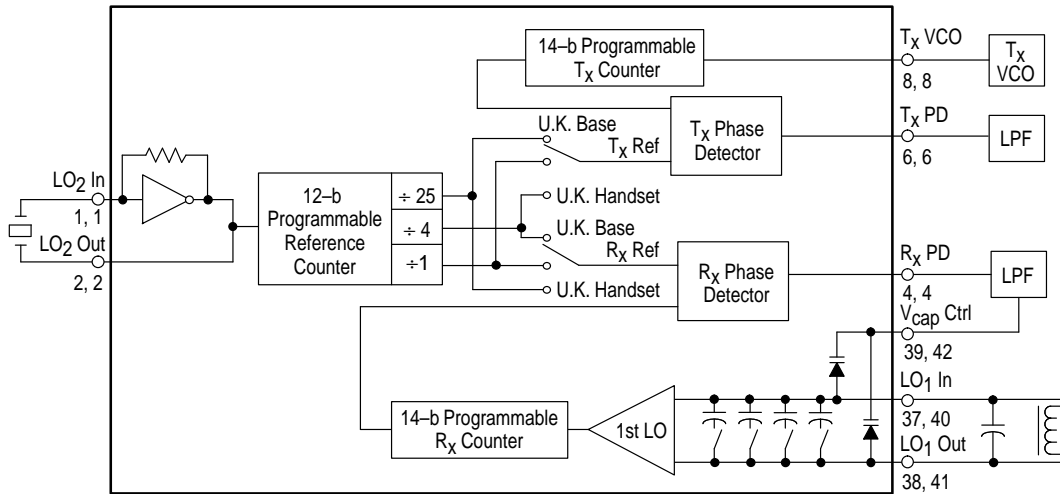 14–b Programmable
Tx Counter
Tx VCO
8, 8
Tx
VCO
U.K. Base
Tx Ref
Tx Phase
Detector
Tx PD
6, 6
LPF
LO2 In
1, 1
LO2 Out
2, 2
12–b
Programmable
Reference
Counter
÷ 25
÷ 4
÷1
U.K. Handset
U.K. Base
Rx Ref
U.K. Handset
Rx Phase
Detector
Rx PD
4, 4
LPF
Vcap Ctrl
39, 42
LO1 In
37, 40
LO1 Out
38, 41
14–b Programmable
Rx Counter
1st LO